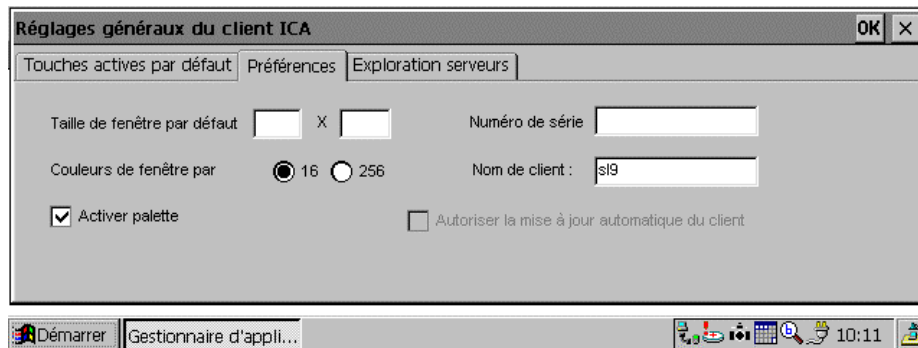 Réglages généraux du client ICA OK
Touches actives par défaut Préférences Exploration serveurs
Taille de fenêtre par défaut X Numéro de série
Couleurs de fenêtre par 16 256 Nom de client : sl9
Activer palette Autoriser la mise à jour automatique du client
Démarrer Gestionnaire d'appli... 10:11